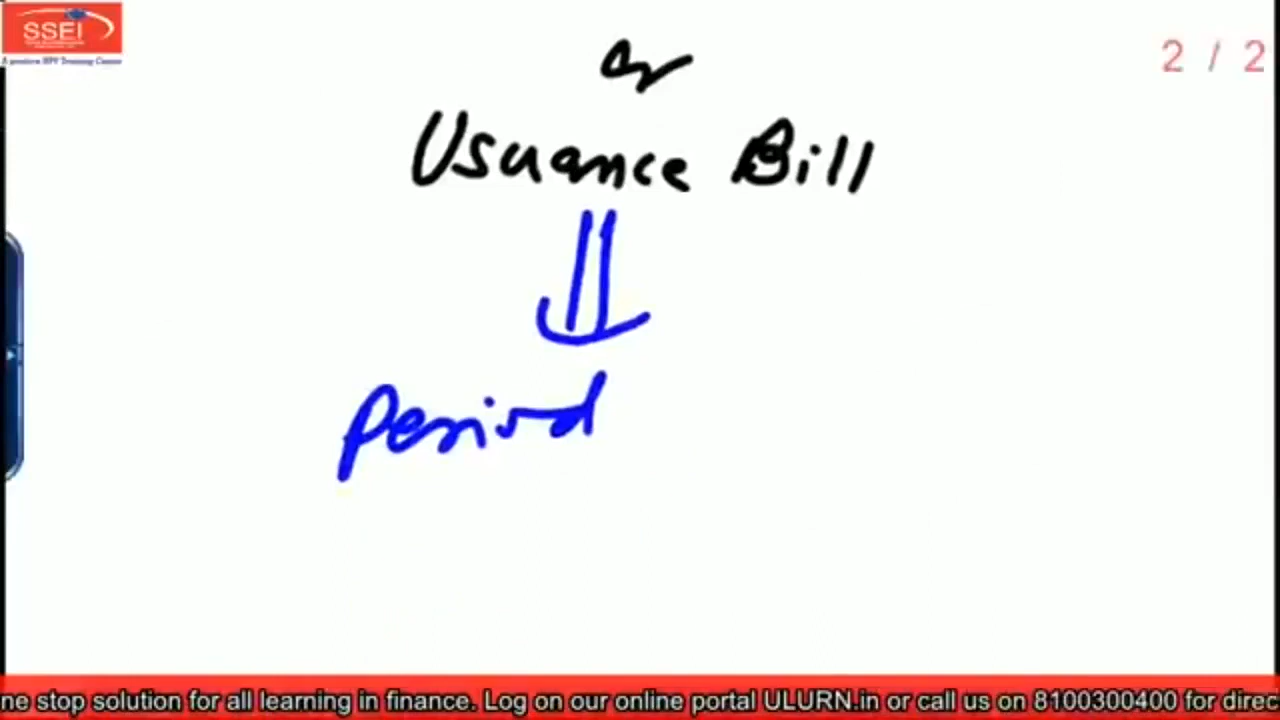 SSEI
2 / 2
or
Usuance Bill
Period
ne stop solution for all learning in finance. Log on our online portal ULURN.in or call us on 8100300400 for direc